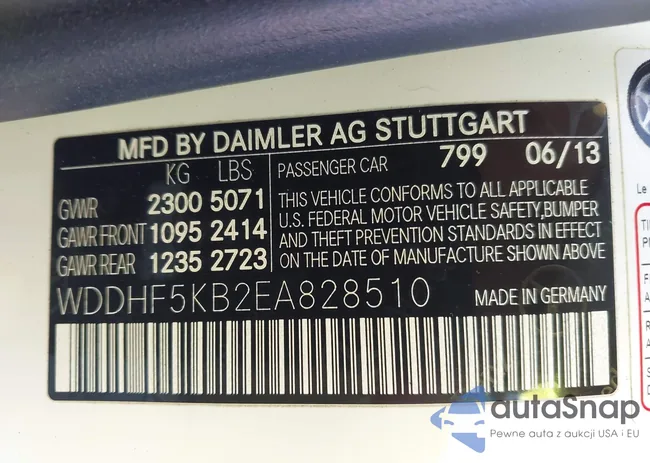 MFD BY DAIMLER AG STUTTGART
KG LBS PASSENGER CAR 799 06/13
GVWR 2300 5071
GAWR FRONT 1095 2414
GAWR REAR 1235 2723
THIS VEHICLE CONFORMS TO ALL APPLICABLE
U.S. FEDERAL MOTOR VEHICLE SAFETY,BUMPER
AND THEFT PREVENTION STANDARDS IN EFFECT
ON THE DATE OF MANUFACTURE SHOWN ABOVE
WDDHF5KB2EA828510 MADE IN GERMANY
Le
autaSnap
Pewne auta z aukcji USA i EU